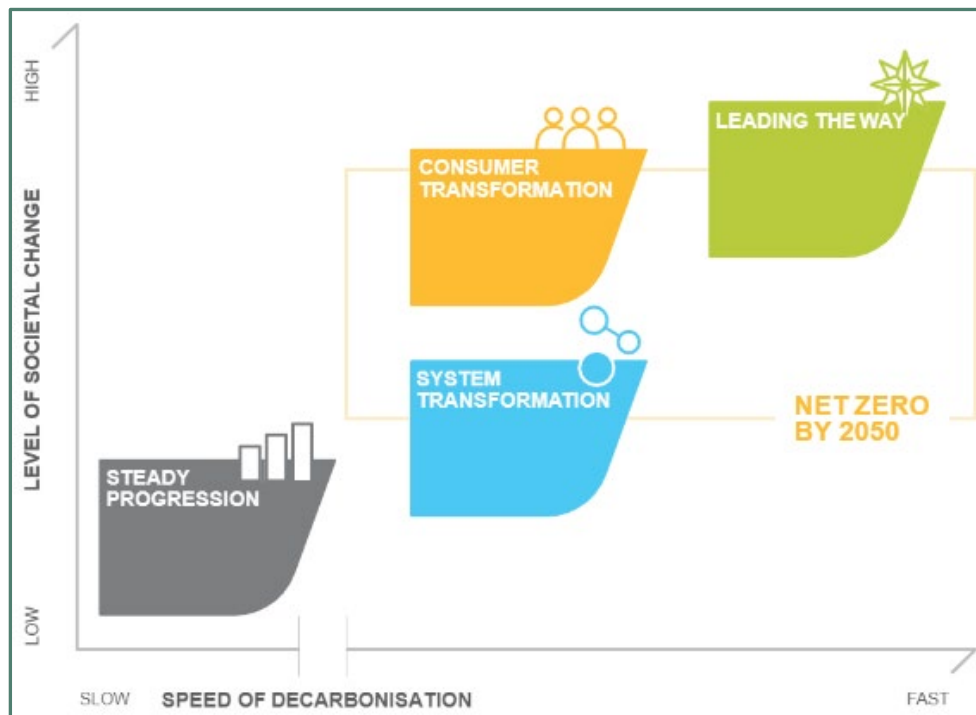 HIGH
LEADING THE WAY
CONSUMER
TRANSFORMATION
LEVEL OF SOCIETAL CHANGE
SYSTEM
TRANSFORMATION
NET ZERO
BY 2050
STEADY
PROGRESSION
LOW
SLOW
SPEED OF DECARBONISATION
FAST